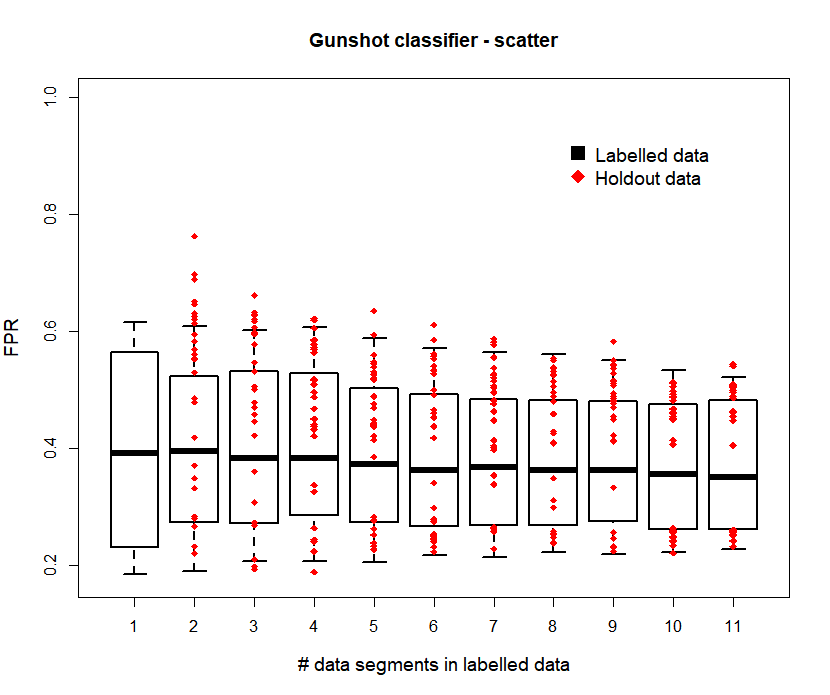 Gunshot classifier - scatter
Labelled data
Holdout data
FPR
1.0
0.8
0.6
0.4
0.2
1 2 3 4 5 6 7 8 9 10 11
# data segments in labelled data